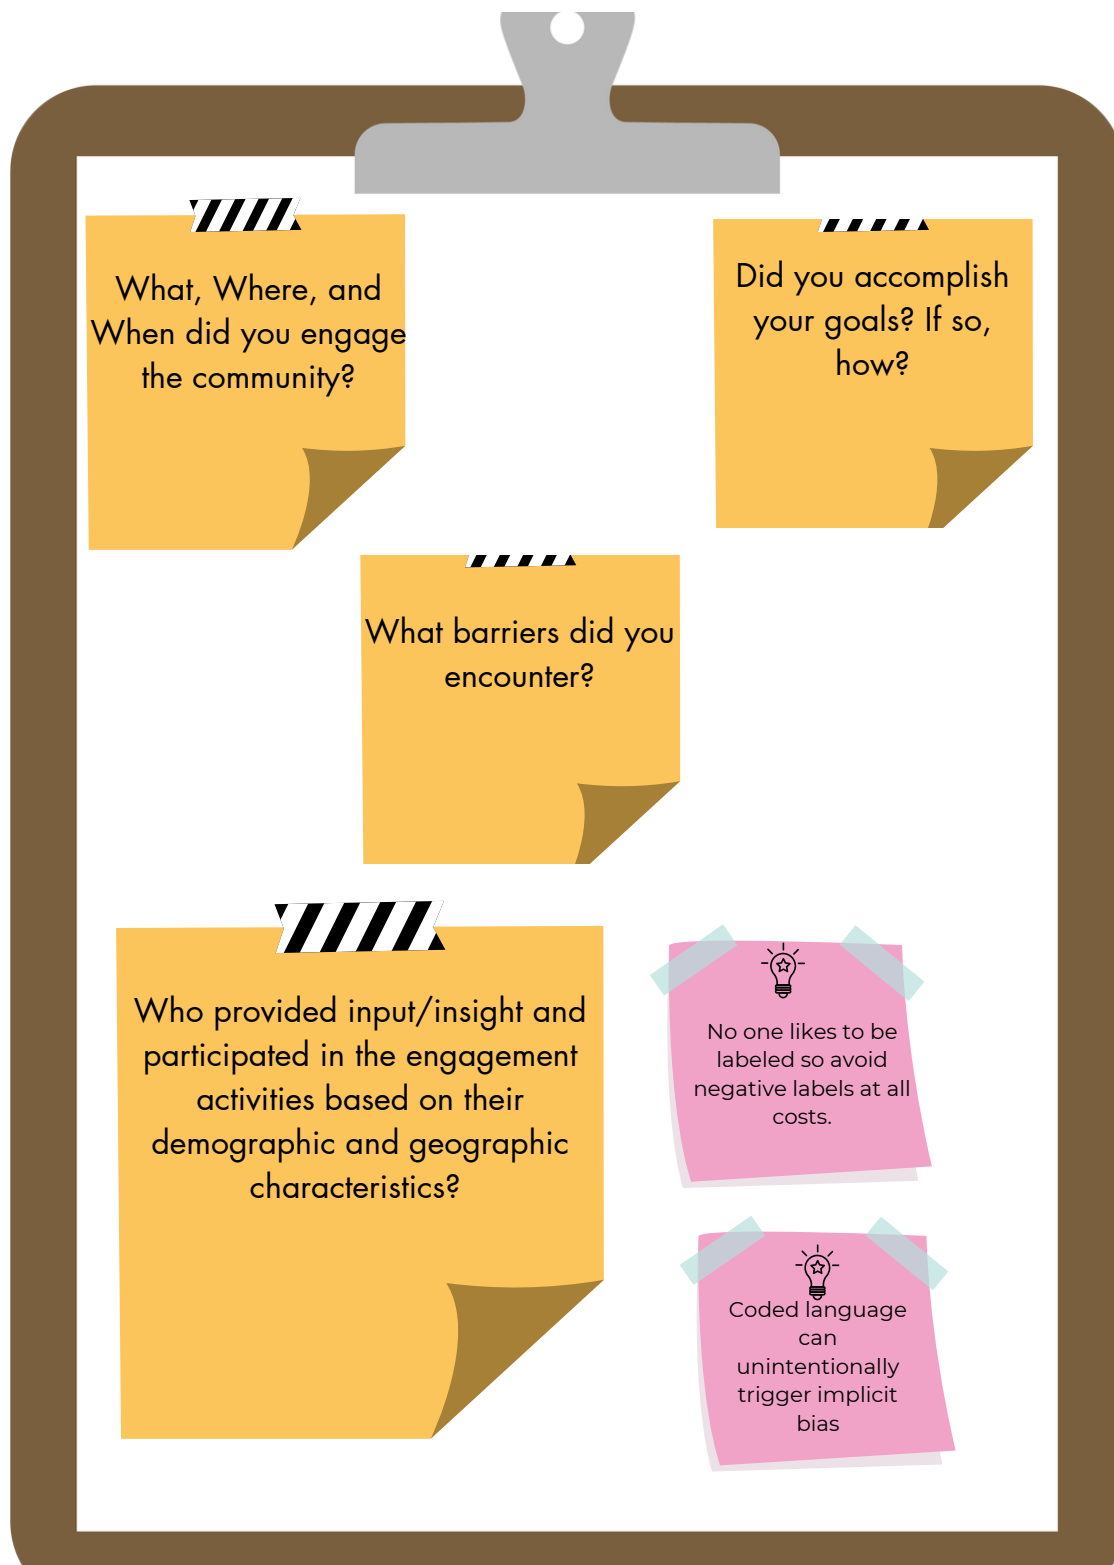 What, Where, and
When did you engage
the community?
Did you accomplish
your goals? If so,
how?
What barriers did you
encounter?
Who provided input/insight and
participated in the engagement
activities based on their
demographic and geographic
characteristics?
No one likes to be
labeled so avoid
negative labels at all
costs.
Coded language
can
unintentionally
trigger implicit
bias